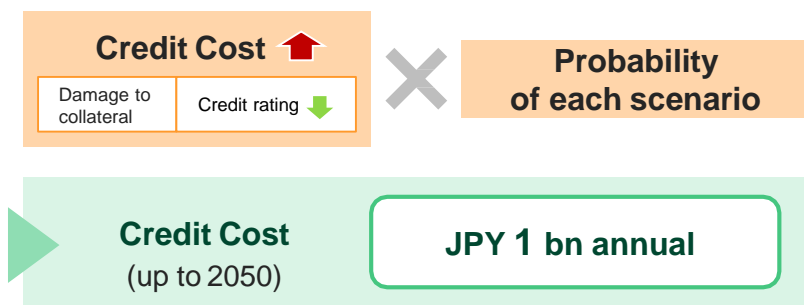 Credit Cost
Damage to
collateral
Credit rating
Probability
of each scenario
Credit Cost
(up to 2050)
JPY 1 bn annual